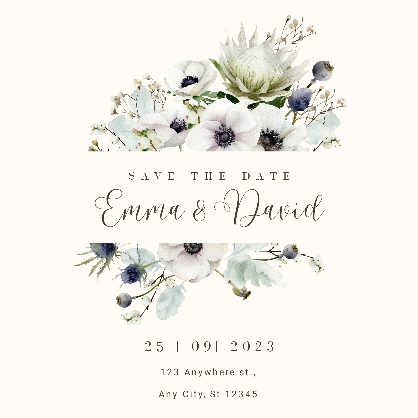 SAVE THE DATE
Emma & David
25 | 09| 2023
123 Anywhere st.,
Any City, St 12345